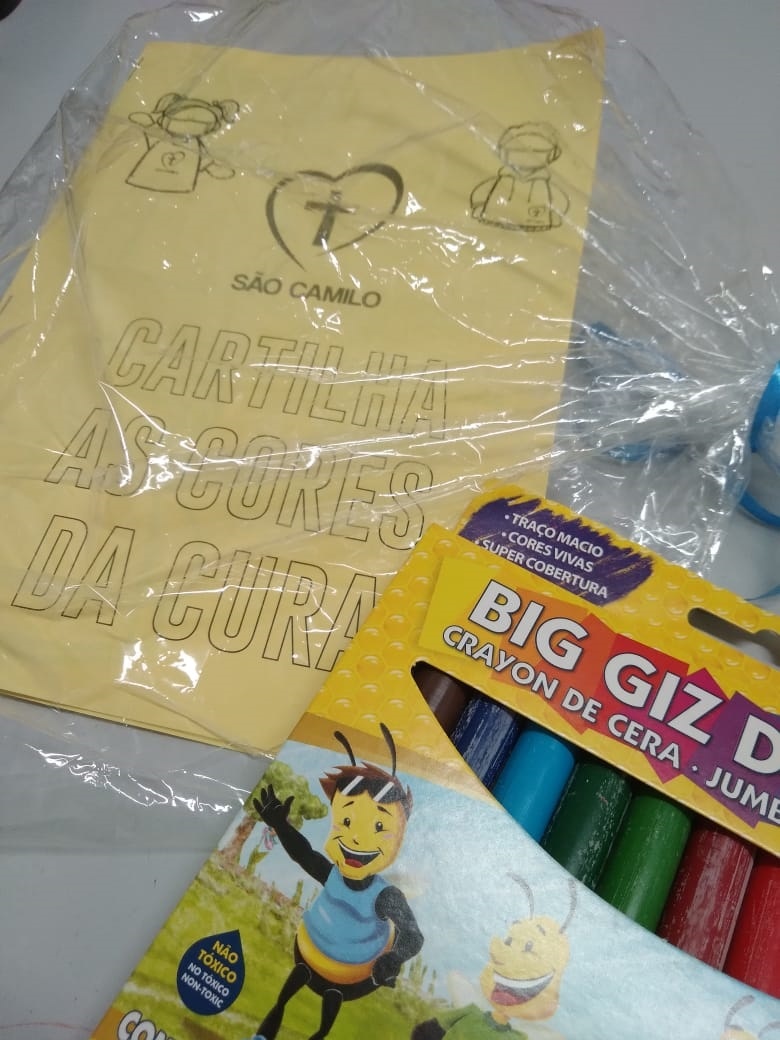 SÃO CAMILO
CARTILHA
AS CORES
DA CURA
• TRAÇO MACIO
• CORES VIVAS
• SUPER COBERTURA
BIG GIZ D
CRAYON DE CERA • JUMB
NÃO
TÓXICO
NO TÓXICO
NON-TOXIC
CON